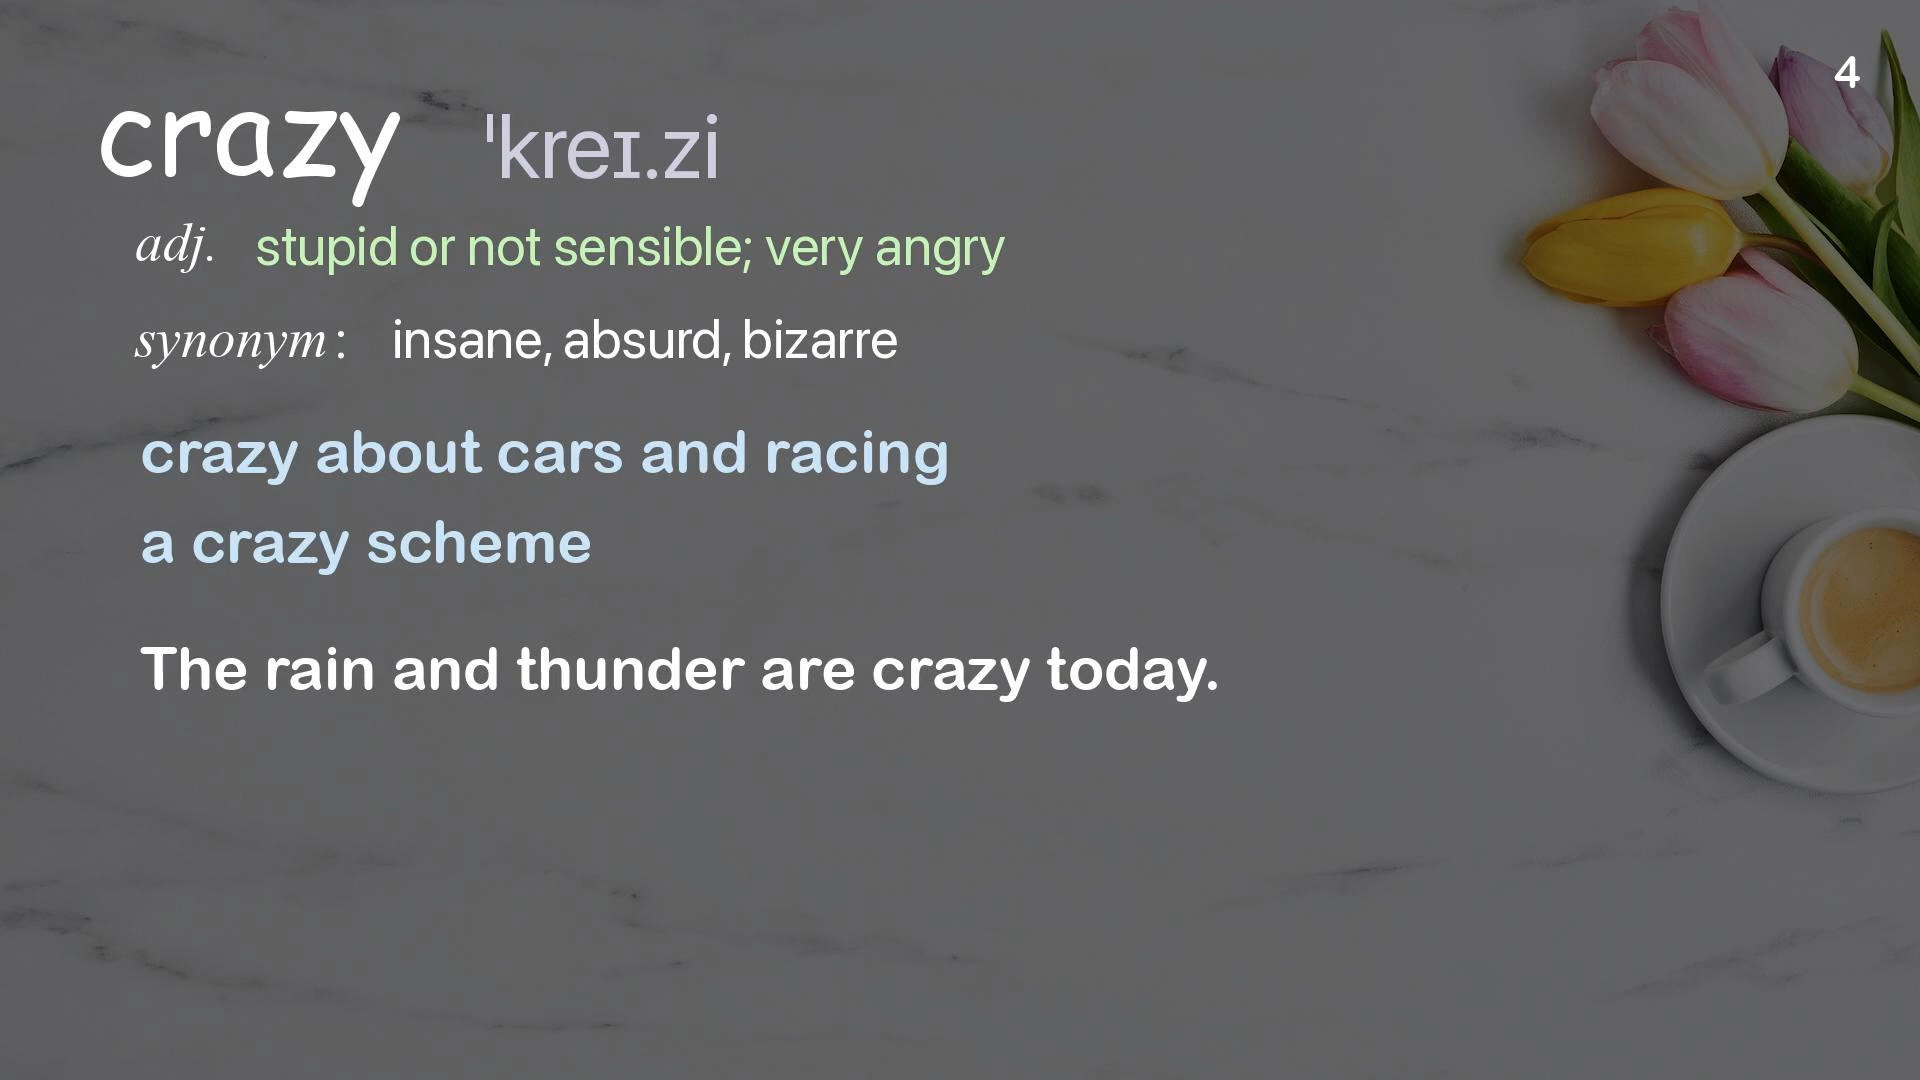 4
crazy ˈkreɪ.zi
adj. stupid or not sensible; very angry
synonym : insane, absurd, bizarre
crazy about cars and racing
a crazy scheme
The rain and thunder are crazy today.